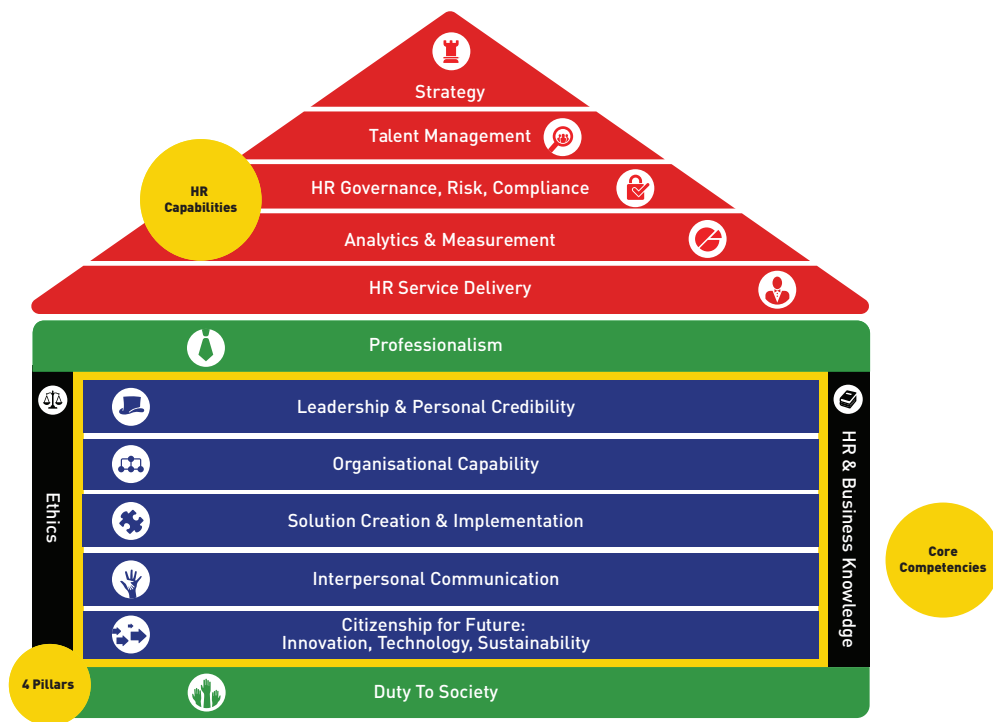 Strategy
Talent Management
HR
Capabilities
HR Governance, Risk, Compliance
Analytics & Measurement
HR Service Delivery
Professionalism
Leadership & Personal Credibility
Organisational Capability
Solution Creation & Implementation
Interpersonal Communication
Citizenship for Future:
Innovation, Technology, Sustainability
Ethics
HR & Business Knowledge
Core
Competencies
4 Pillars
Duty To Society